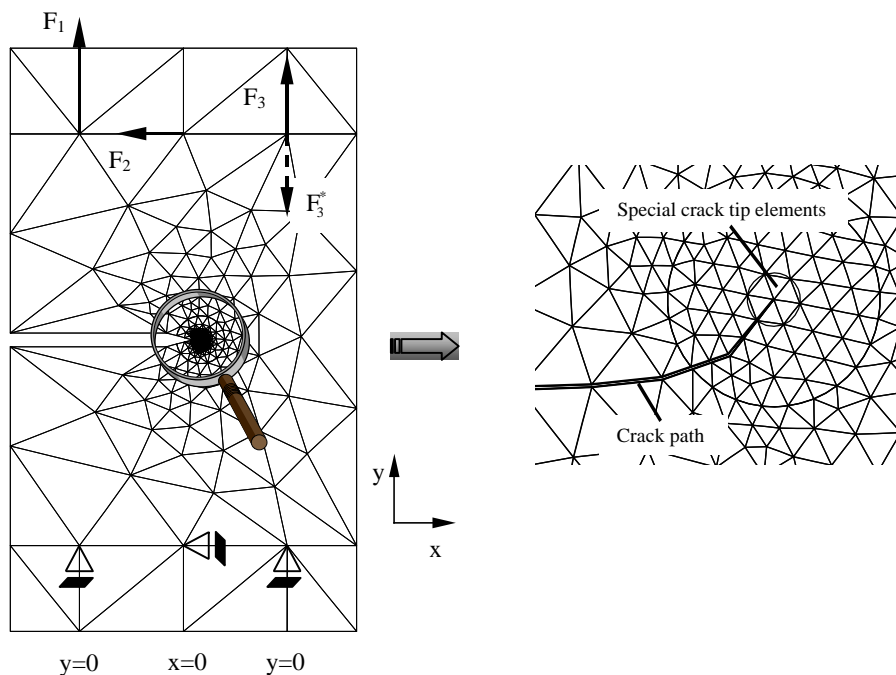 F1
F3
F2
F3*
Special crack tip elements
Crack path
y
x
y=0 x=0 y=0